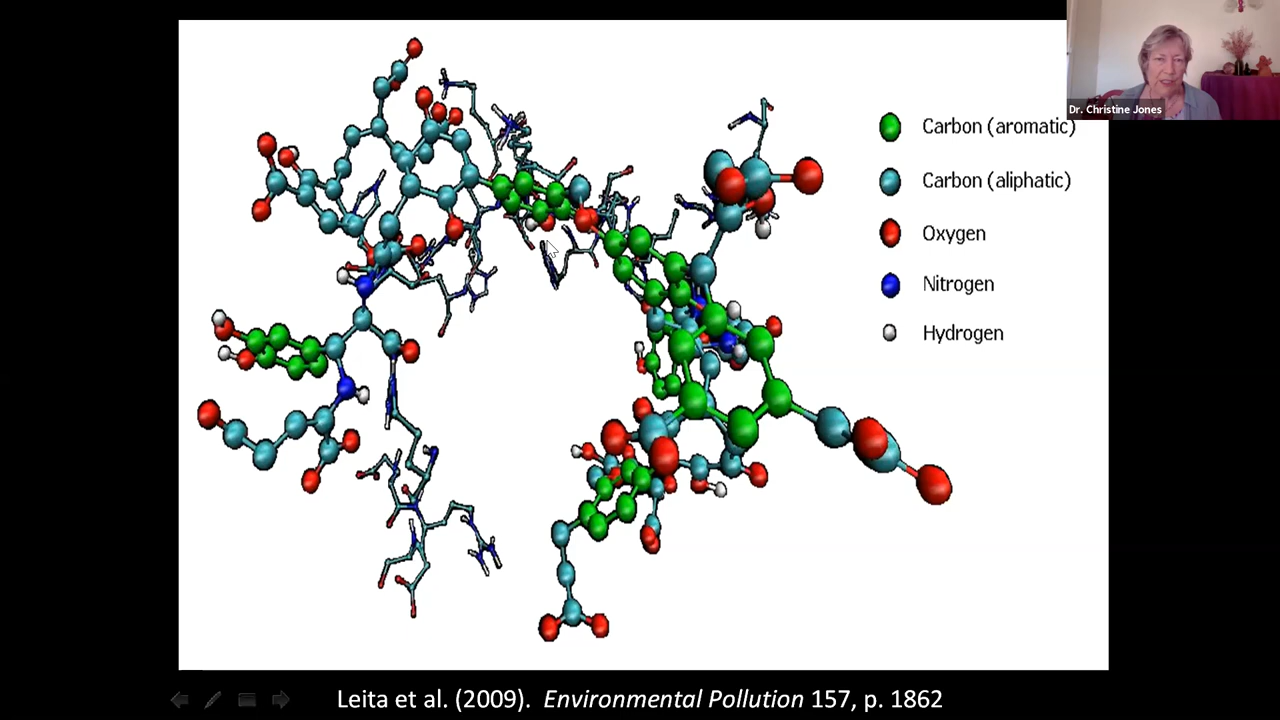 Dr. Christine Jones
Carbon (aromatic)
Carbon (aliphatic)
Oxygen
Nitrogen
Hydrogen
Leita et al. (2009). Environmental Pollution 157, p. 1862